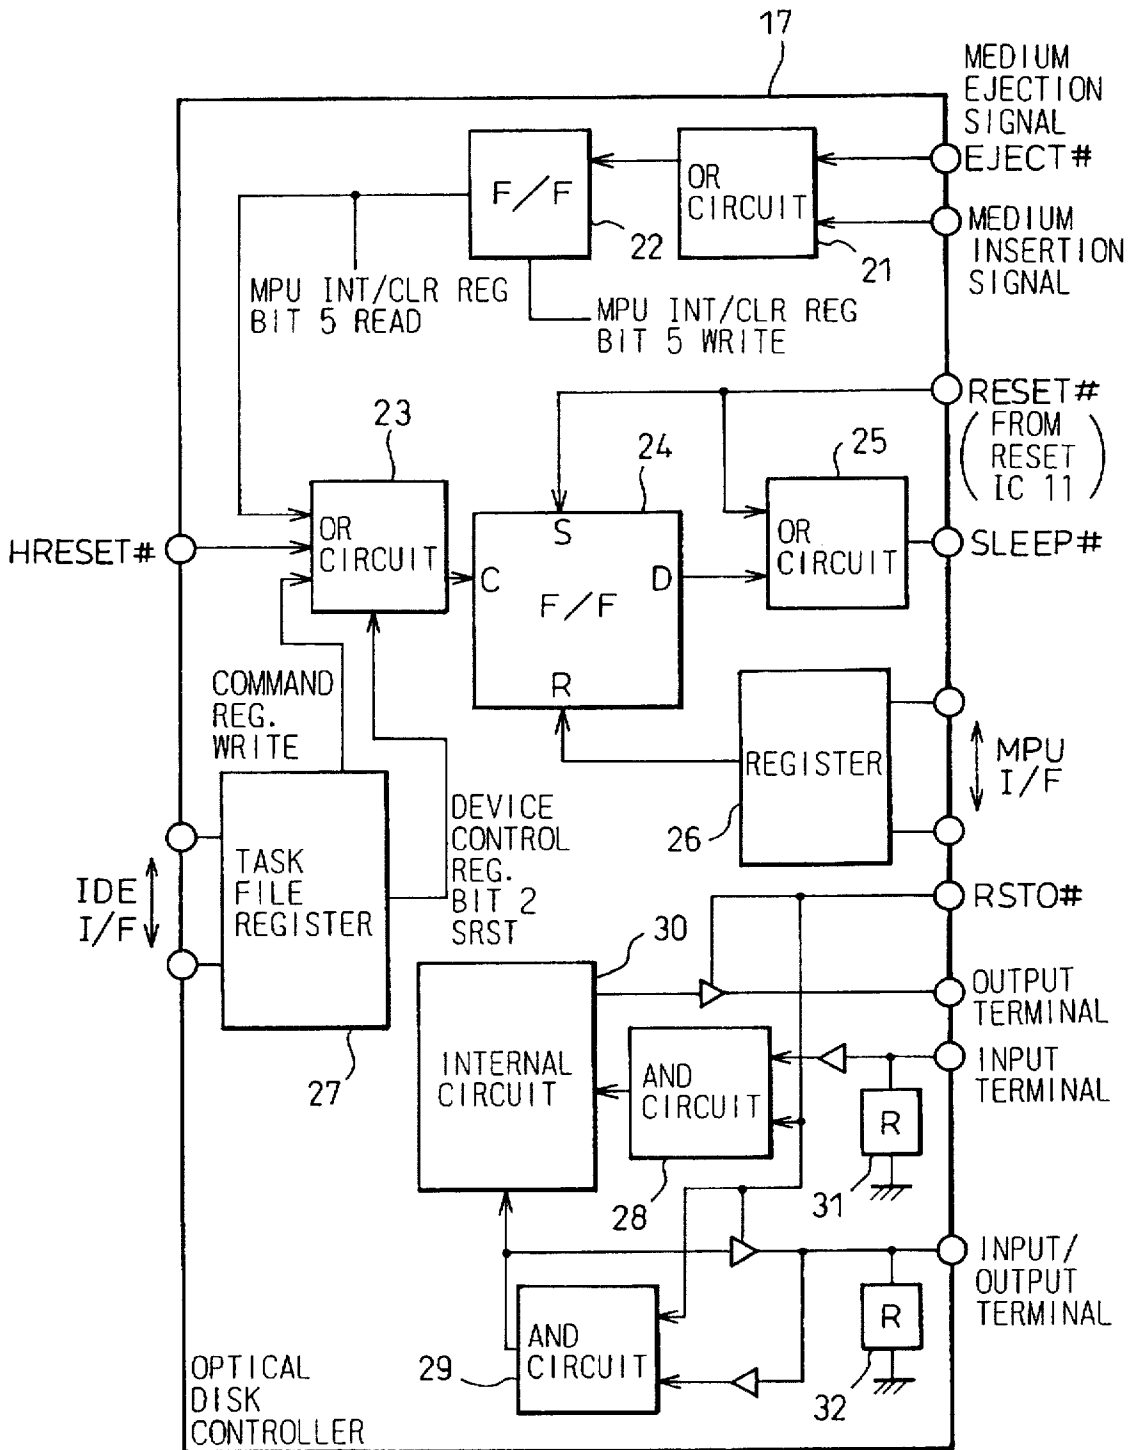 17
MEDIUM
EJECTION
SIGNAL
EJECT#
F/F
OR
CIRCUIT
22
21
MEDIUM
INSERTION
SIGNAL
MPU INT/CLR REG
BIT 5 READ
MPU INT/CLR REG
BIT 5 WRITE
RESET#
(FROM
RESET
IC 11)
23
24
25
OR
CIRCUIT
S
C
D
F/F
R
OR
CIRCUIT
HRESET#
SLEEP#
COMMAND
REG.
WRITE
REGISTER
26
MPU
I/F
DEVICE
CONTROL
REG.
BIT 2
SRST
TASK
FILE
REGISTER
27
IDE
I/F
RSTO#
30
OUTPUT
TERMINAL
INTERNAL
CIRCUIT
AND
CIRCUIT
28
INPUT
TERMINAL
R
31
INPUT/
OUTPUT
TERMINAL
AND
CIRCUIT
29
R
32
OPTICAL
DISK
CONTROLLER